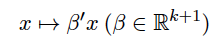 x ↦ β′x (β ∈ ℝ^{k+1})